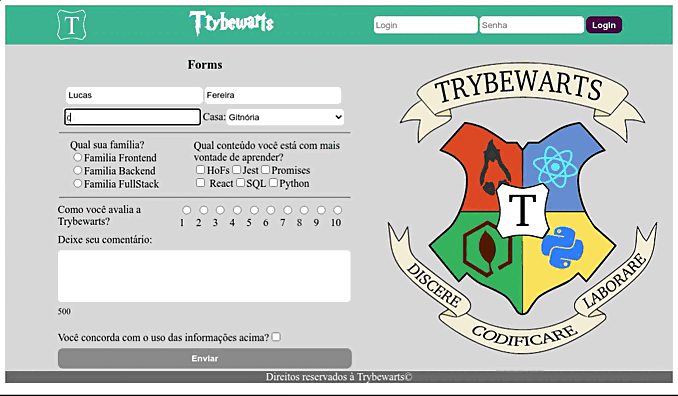 T Trybewarts Login Senha Login
Forms
Lucas Fereira
d Casa: Gitnória
Qual sua família?
Familia Frontend
Familia Backend
Familia FullStack
Qual conteúdo você está com mais
vontade de aprender?
HoFs Jest Promises
React SQL Python
Como você avalia a
Trybewarts?
1 2 3 4 5 6 7 8 9 10
Deixe seu comentário:
500
Você concorda com o uso das informações acima?
Enviar
TRYBEWARTS
T
DISCERE
CODIFICARE
LABORARE
Direitos reservados à Trybewarts©